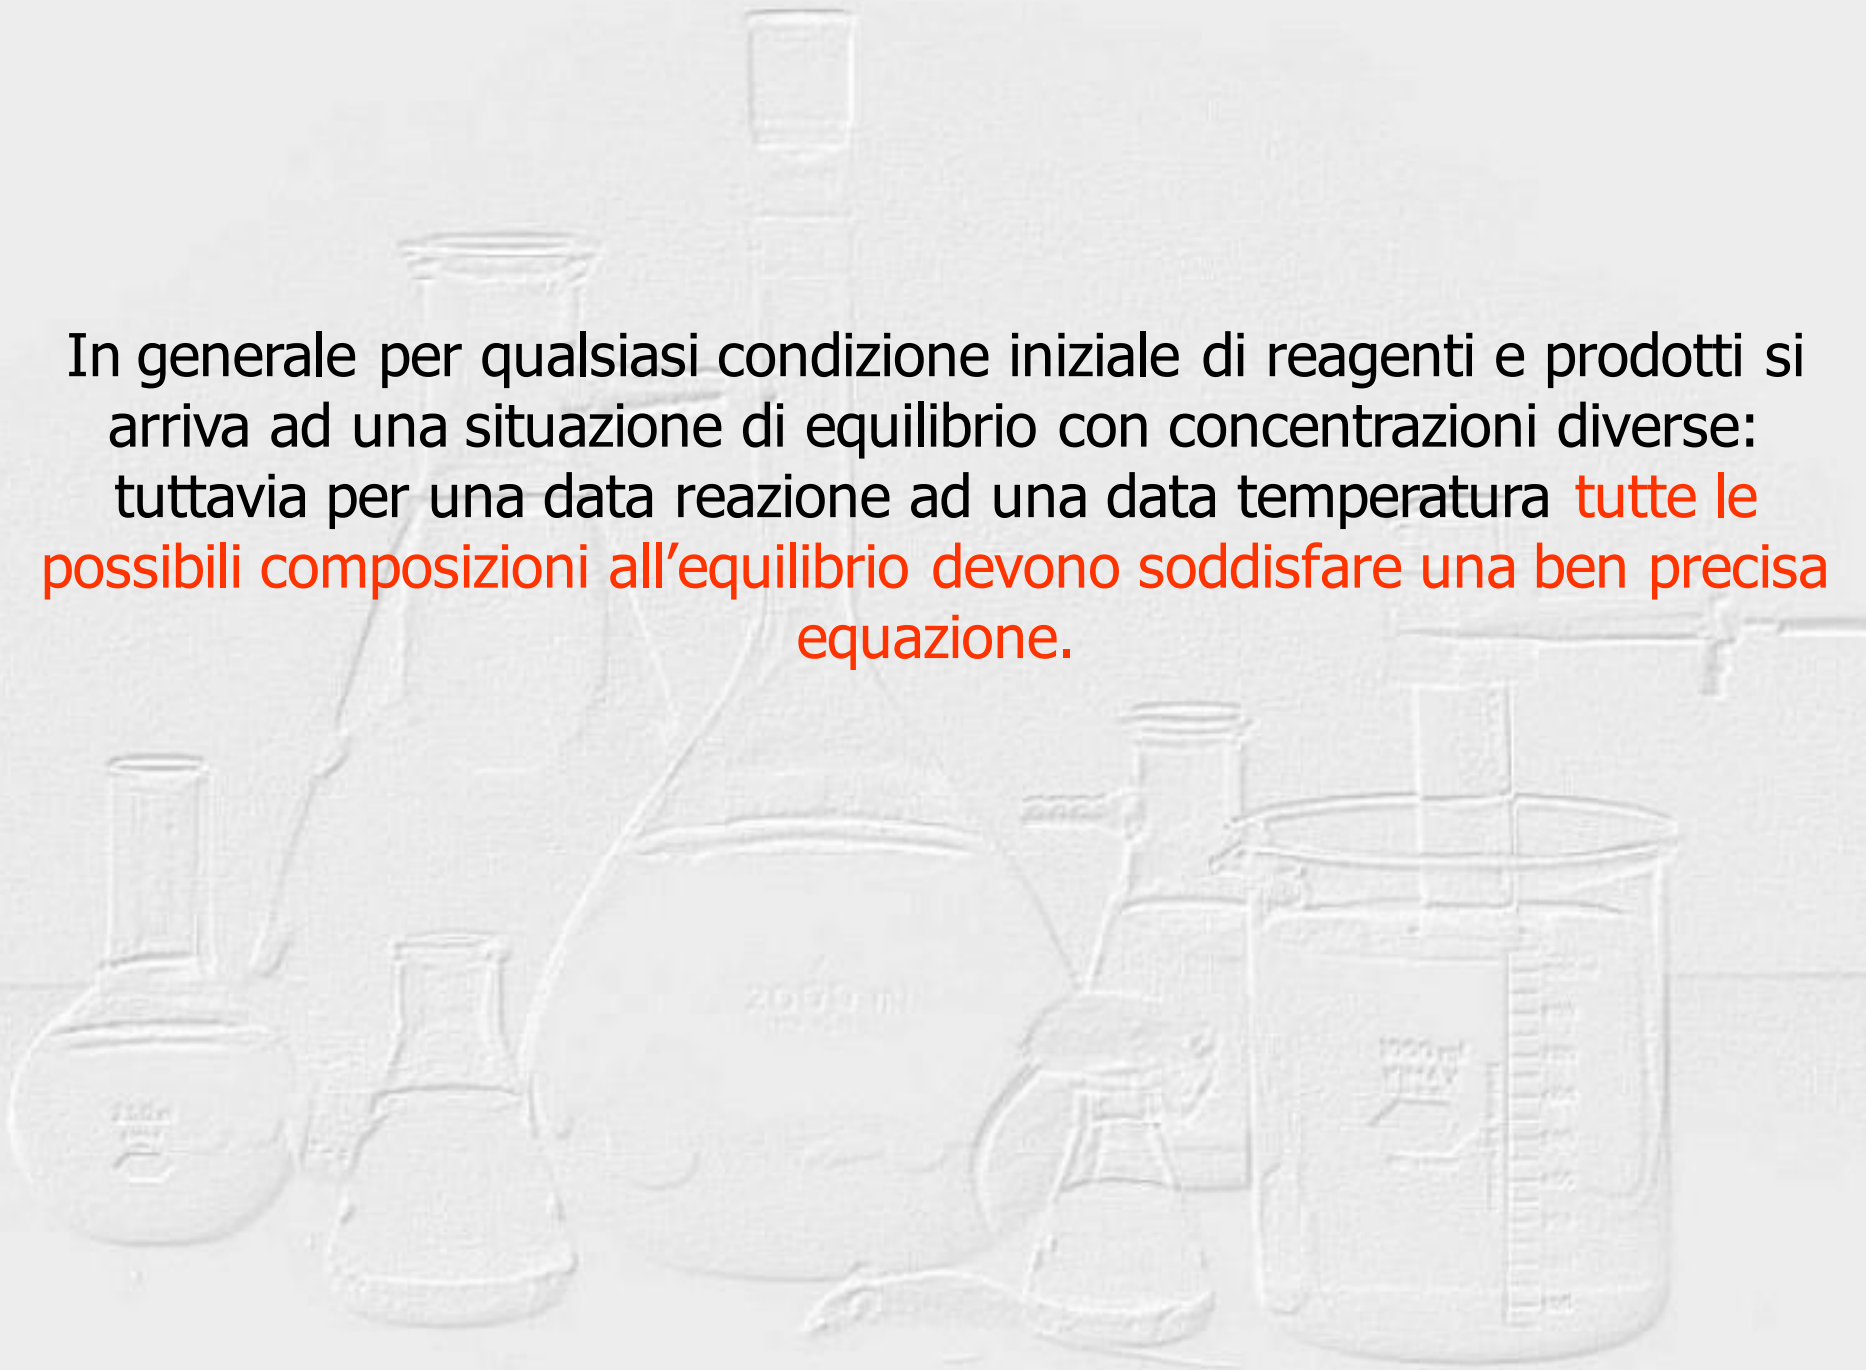 In generale per qualsiasi condizione iniziale di reagenti e prodotti si
arriva ad una situazione di equilibrio con concentrazioni diverse:
tuttavia per una data reazione ad una data temperatura tutte le
possibili composizioni all’equilibrio devono soddisfare una ben precisa
equazione.